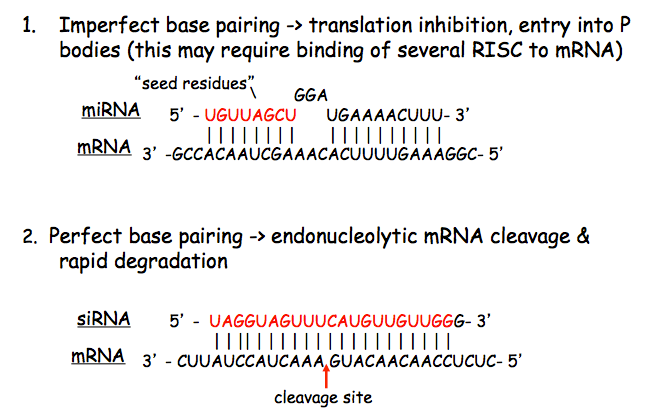 1. Imperfect base pairing -> translation inhibition, entry into P
bodies (this may require binding of several RISC to mRNA)
"seed residues"
GGA
miRNA 5' - UGUUAGCU UGAAAACUUU- 3'
mRNA 3' -GCCACAAUCGAAACACUUUUGAAAGGC- 5'
2. Perfect base pairing -> endonucleolytic mRNA cleavage &
rapid degradation
siRNA 5' - UAGGUAGUUUCAUGUUGUUGGG- 3'
mRNA 3' - CUUAUCCAUCAAAGUACAACAACCUCUC- 5'
cleavage site